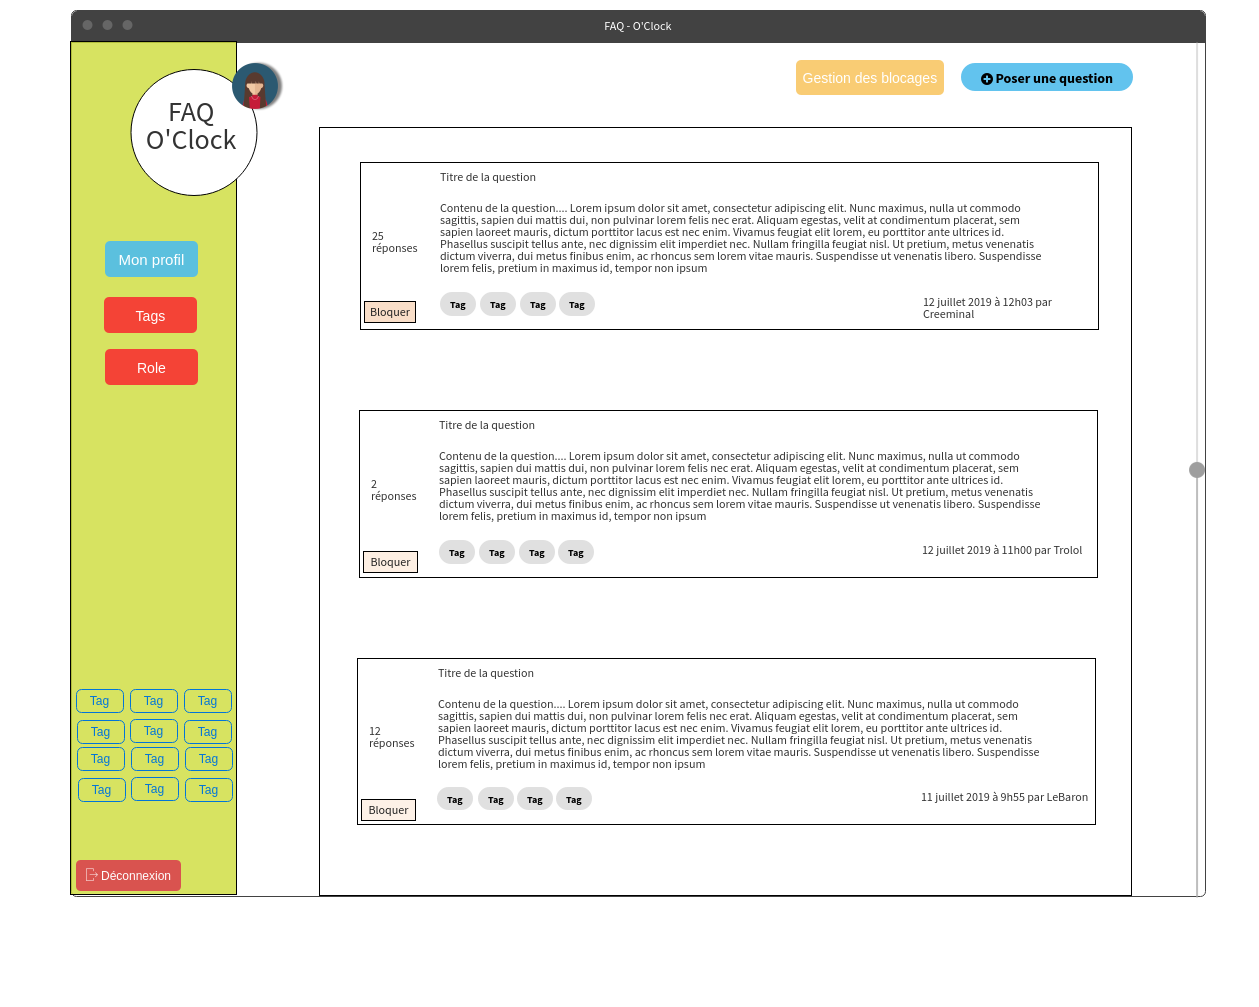 FAQ - O'Clock
FAQ
O'Clock
Gestion des blocages
Poser une question
Mon profil
Tags
Role
Tag Tag Tag
Tag Tag Tag
Tag Tag Tag
Tag Tag Tag
Déconnexion
Titre de la question
Contenu de la question.... Lorem ipsum dolor sit amet, consectetur adipiscing elit. Nunc maximus, nulla ut commodo
sagittis, sapien dui mattis dui, non pulvinar lorem felis nec erat. Aliquam egestas, velit at condimentum placerat, sem
sapien laoreet mauris, dictum porttitor lacus est nec enim. Vivamus feugiat elit lorem, eu porttitor ante ultrices id.
Phasellus suscipit tellus ante, nec dignissim elit imperdiet nec. Nullam fringilla feugiat nisl. Ut pretium, metus venenatis
dictum viverra, dui metus finibus enim, ac rhoncus sem lorem vitae mauris. Suspendisse ut venenatis libero. Suspendisse
lorem felis, pretium in maximus id, tempor non ipsum
25
réponses
Bloquer
Tag Tag Tag Tag
12 juillet 2019 à 12h03 par
Creeminal
Titre de la question
Contenu de la question.... Lorem ipsum dolor sit amet, consectetur adipiscing elit. Nunc maximus, nulla ut commodo
sagittis, sapien dui mattis dui, non pulvinar lorem felis nec erat. Aliquam egestas, velit at condimentum placerat, sem
sapien laoreet mauris, dictum porttitor lacus est nec enim. Vivamus feugiat elit lorem, eu porttitor ante ultrices id.
Phasellus suscipit tellus ante, nec dignissim elit imperdiet nec. Nullam fringilla feugiat nisl. Ut pretium, metus venenatis
dictum viverra, dui metus finibus enim, ac rhoncus sem lorem vitae mauris. Suspendisse ut venenatis libero. Suspendisse
lorem felis, pretium in maximus id, tempor non ipsum
2
réponses
Bloquer
Tag Tag Tag Tag
12 juillet 2019 à 11h00 par Trolol
Titre de la question
Contenu de la question.... Lorem ipsum dolor sit amet, consectetur adipiscing elit. Nunc maximus, nulla ut commodo
sagittis, sapien dui mattis dui, non pulvinar lorem felis nec erat. Aliquam egestas, velit at condimentum placerat, sem
sapien laoreet mauris, dictum porttitor lacus est nec enim. Vivamus feugiat elit lorem, eu porttitor ante ultrices id.
Phasellus suscipit tellus ante, nec dignissim elit imperdiet nec. Nullam fringilla feugiat nisl. Ut pretium, metus venenatis
dictum viverra, dui metus finibus enim, ac rhoncus sem lorem vitae mauris. Suspendisse ut venenatis libero. Suspendisse
lorem felis, pretium in maximus id, tempor non ipsum
12
réponses
Bloquer
Tag Tag Tag Tag
11 juillet 2019 à 9h55 par LeBaron